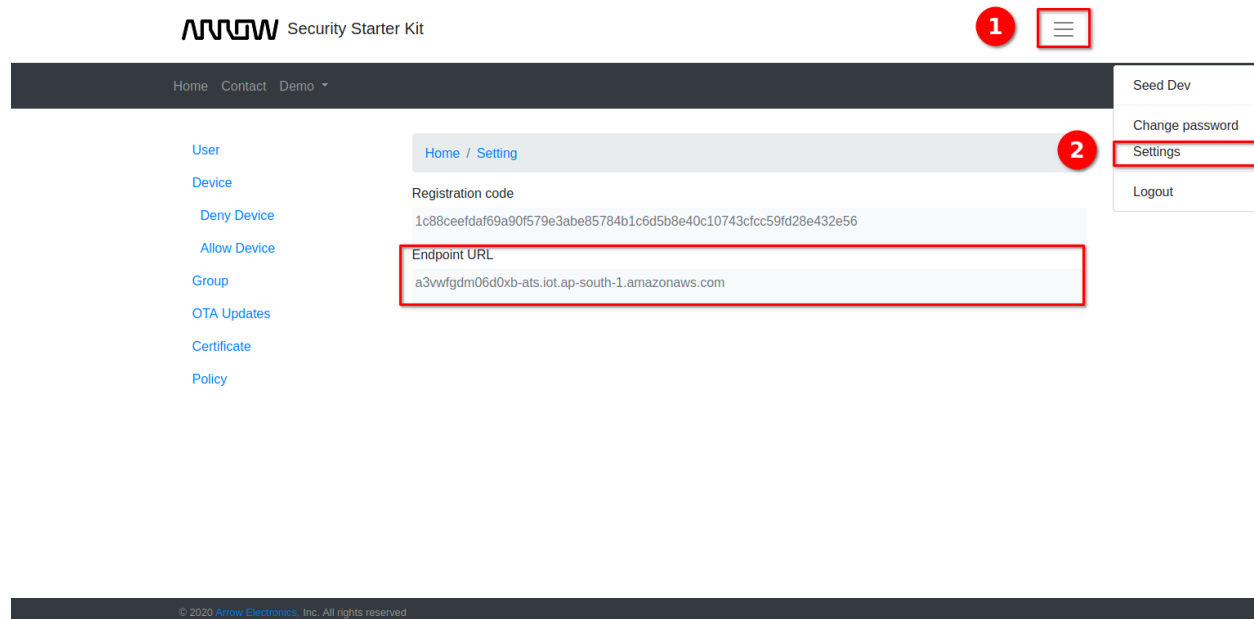 ARROW Security Starter Kit
1
Home Contact Demo
Seed Dev
Change password
2
Settings
Logout
User
Device
Deny Device
Allow Device
Group
OTA Updates
Certificate
Policy
Home / Setting
Registration code
1c88ceefdaf69a90f579e3abe85784b1c6d5b8e40c10743cfcc59fd28e432e56
Endpoint URL
a3vwfgdm06d0xb-ats.iot.ap-south-1.amazonaws.com
© 2020 Arrow Electronics, Inc. All rights reserved